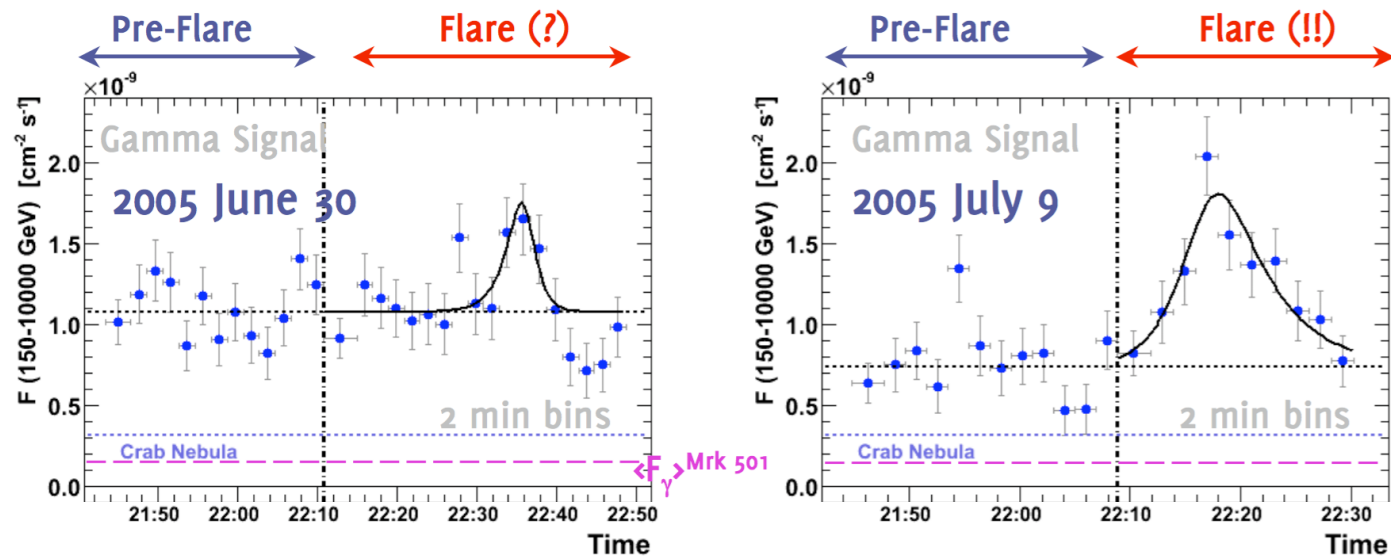 Pre-Flare
Flare (?)
×10⁻⁹
F (150-10000 GeV) [cm⁻² s⁻¹]
Gamma Signal
2005 June 30
2.0
1.5
1.0
0.5
0.0
2 min bins
Crab Nebula
<Fγ> Mrk 501
21:50 22:00 22:10 22:20 22:30 22:40 22:50
Time
Pre-Flare
Flare (!!)
×10⁻⁹
F (150-10000 GeV) [cm⁻² s⁻¹]
Gamma Signal
2005 July 9
2.0
1.5
1.0
0.5
0.0
2 min bins
Crab Nebula
21:50 22:00 22:10 22:20 22:30
Time